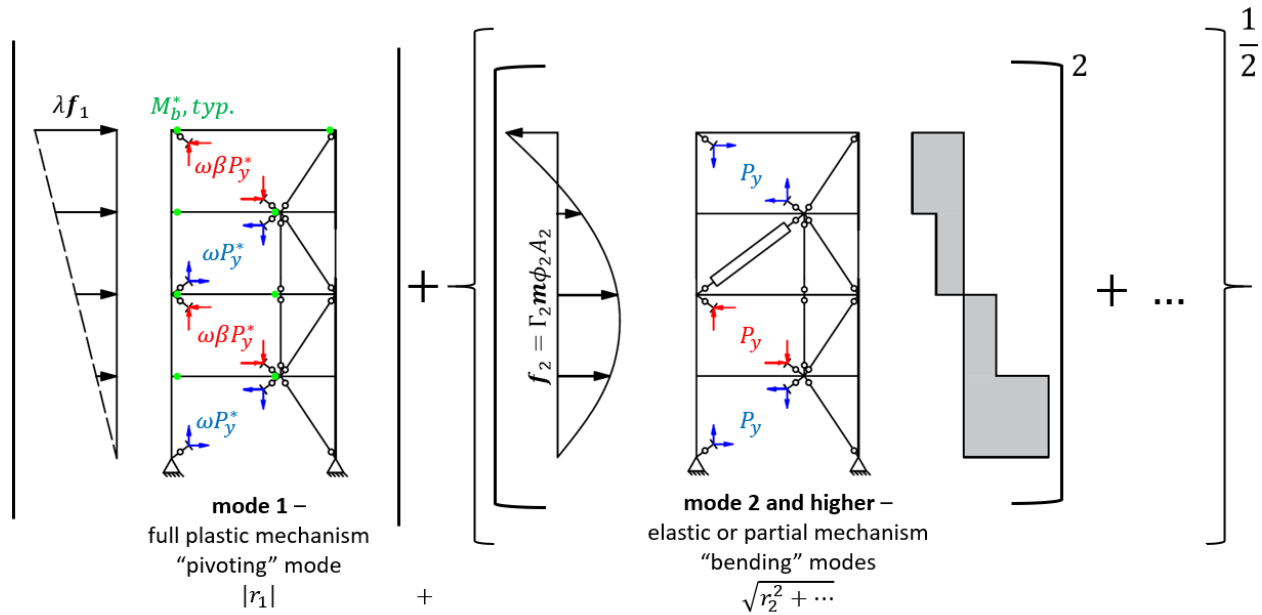 λf₁
M_b^*, typ.
ωβP_y^*
ωP_y^*
ωβP_y^*
ωP_y^*
+
f₂ = Γ₂mϕ₂A₂
P_y
P_y
P_y
2
+ ...
1/2
mode 1 –
full plastic mechanism
“pivoting” mode
|r₁|
+
mode 2 and higher –
elastic or partial mechanism
“bending” modes
√(r₂² + ⋯)